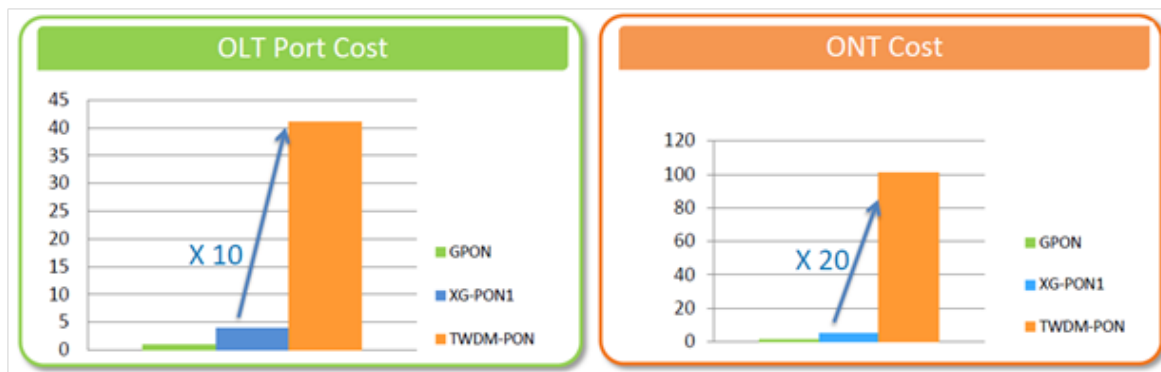 OLT Port Cost
45
40
35
30
25
20
15
10
5
0
X 10
GPON
XG-PON1
TWDM-PON
ONT Cost
120
100
80
60
40
20
0
X 20
GPON
XG-PON1
TWDM-PON